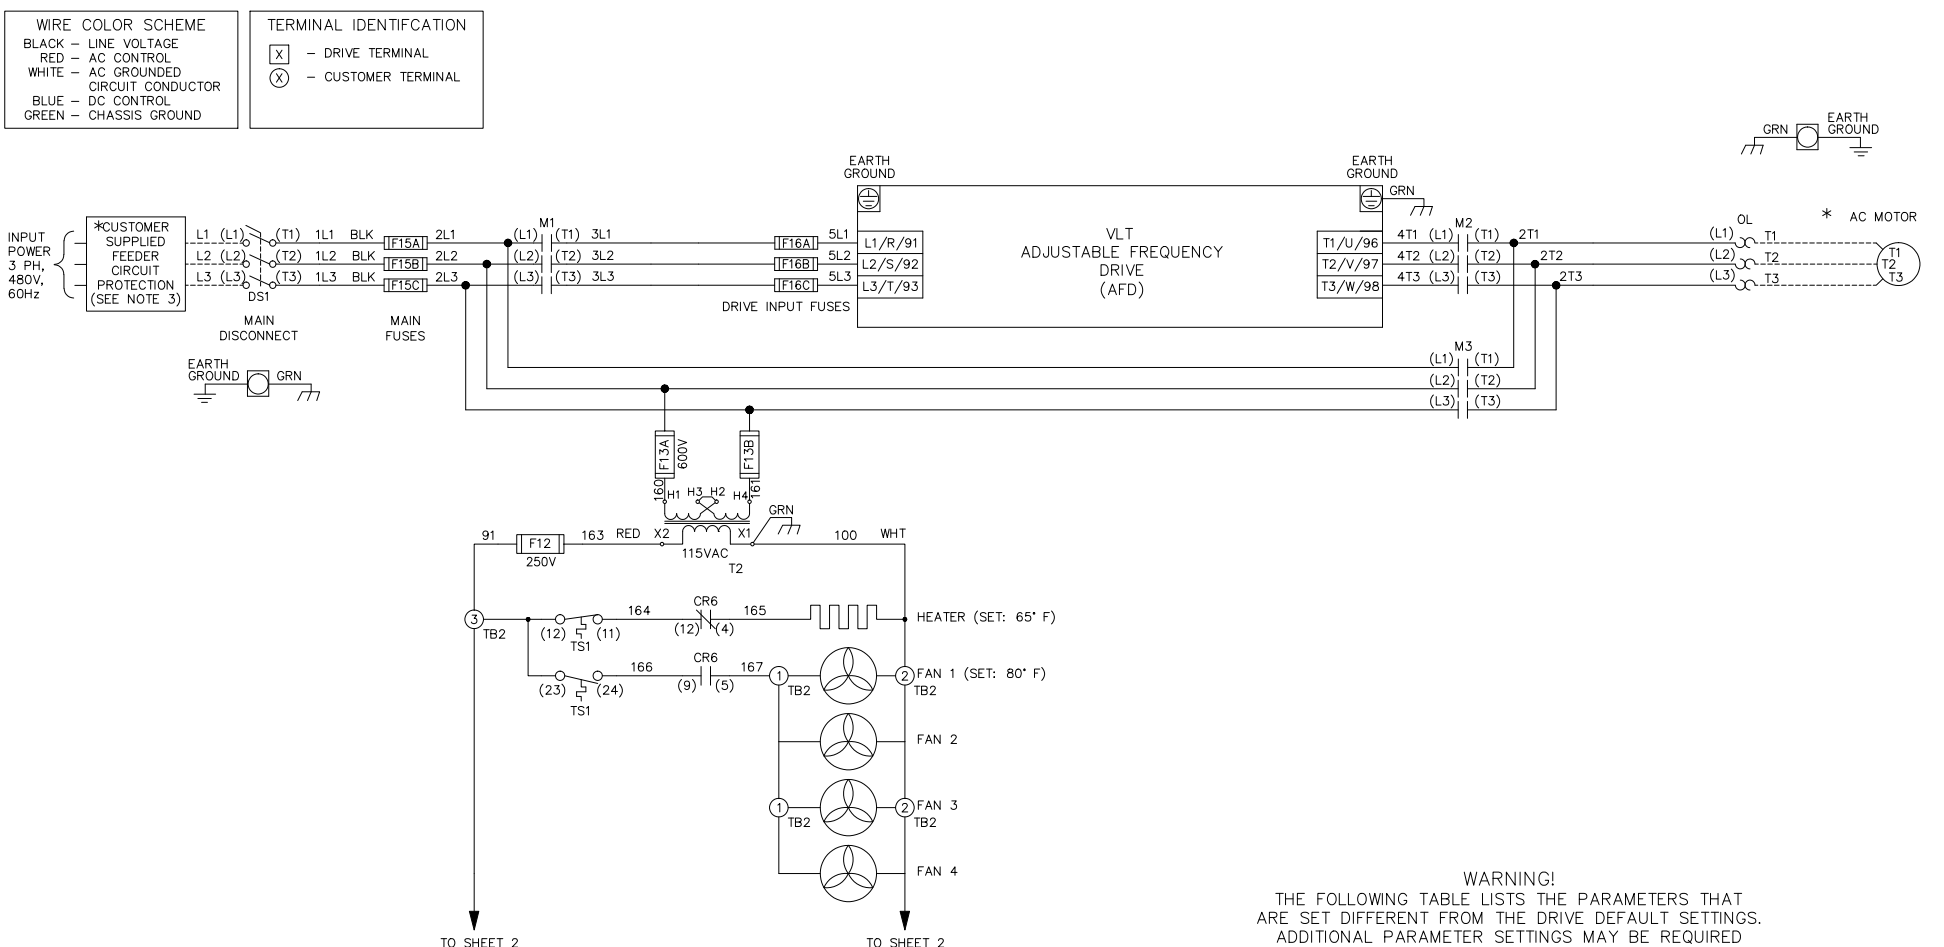 WIRE COLOR SCHEME
BLACK – LINE VOLTAGE
RED – AC CONTROL
WHITE – AC GROUNDED
CIRCUIT CONDUCTOR
BLUE – DC CONTROL
GREEN – CHASSIS GROUND
TERMINAL IDENTIFCATION
X – DRIVE TERMINAL
X – CUSTOMER TERMINAL
GRN
EARTH
GROUND
INPUT
POWER
3 PH,
480V,
60Hz
*CUSTOMER
SUPPLIED
FEEDER
CIRCUIT
PROTECTION
(SEE NOTE 3)
L1 (L1) (T1) 1L1 BLK F15A 2L1 (L1) M1 (T1) 3L1 F16A 5L1
L2 (L2) (T2) 1L2 BLK F15B 2L2 (L2) (T2) 3L2 F16B 5L2
L3 (L3) (T3) 1L3 BLK F15C 2L3 (L3) (T3) 3L3 F16C 5L3
DS1
MAIN
DISCONNECT
MAIN
FUSES
DRIVE INPUT FUSES
EARTH
GROUND
L1/R/91
L2/S/92
L3/T/93
VLT
ADJUSTABLE FREQUENCY
DRIVE
(AFD)
EARTH
GROUND
GRN
T1/U/96
T2/V/97
T3/W/98
M2
4T1 (L1) (T1) 2T1
4T2 (L2) (T2) 2T2
4T3 (L3) (T3) 2T3
OL
(L1) T1
(L2) T2
(L3) T3
* AC MOTOR
T1
T2
T3
M3
(L1) (T1)
(L2) (T2)
(L3) (T3)
EARTH
GROUND GRN
F13A
600V
F13B
160
161
H1 H3 H2 H4
GRN
91 F12 163 RED X2 X1 100 WHT
250V
115VAC
T2
3
TB2
(12) (11)
TS1
164
CR6
(12) (4)
165
HEATER (SET: 65° F)
(23) (24)
TS1
166
CR6
(9) (5)
167
1
TB2
2
TB2
FAN 1 (SET: 80° F)
FAN 2
1
TB2
2
TB2
FAN 3
FAN 4
TO SHEET 2
TO SHEET 2
WARNING!
THE FOLLOWING TABLE LISTS THE PARAMETERS THAT
ARE SET DIFFERENT FROM THE DRIVE DEFAULT SETTINGS.
ADDITIONAL PARAMETER SETTINGS MAY BE REQUIRED